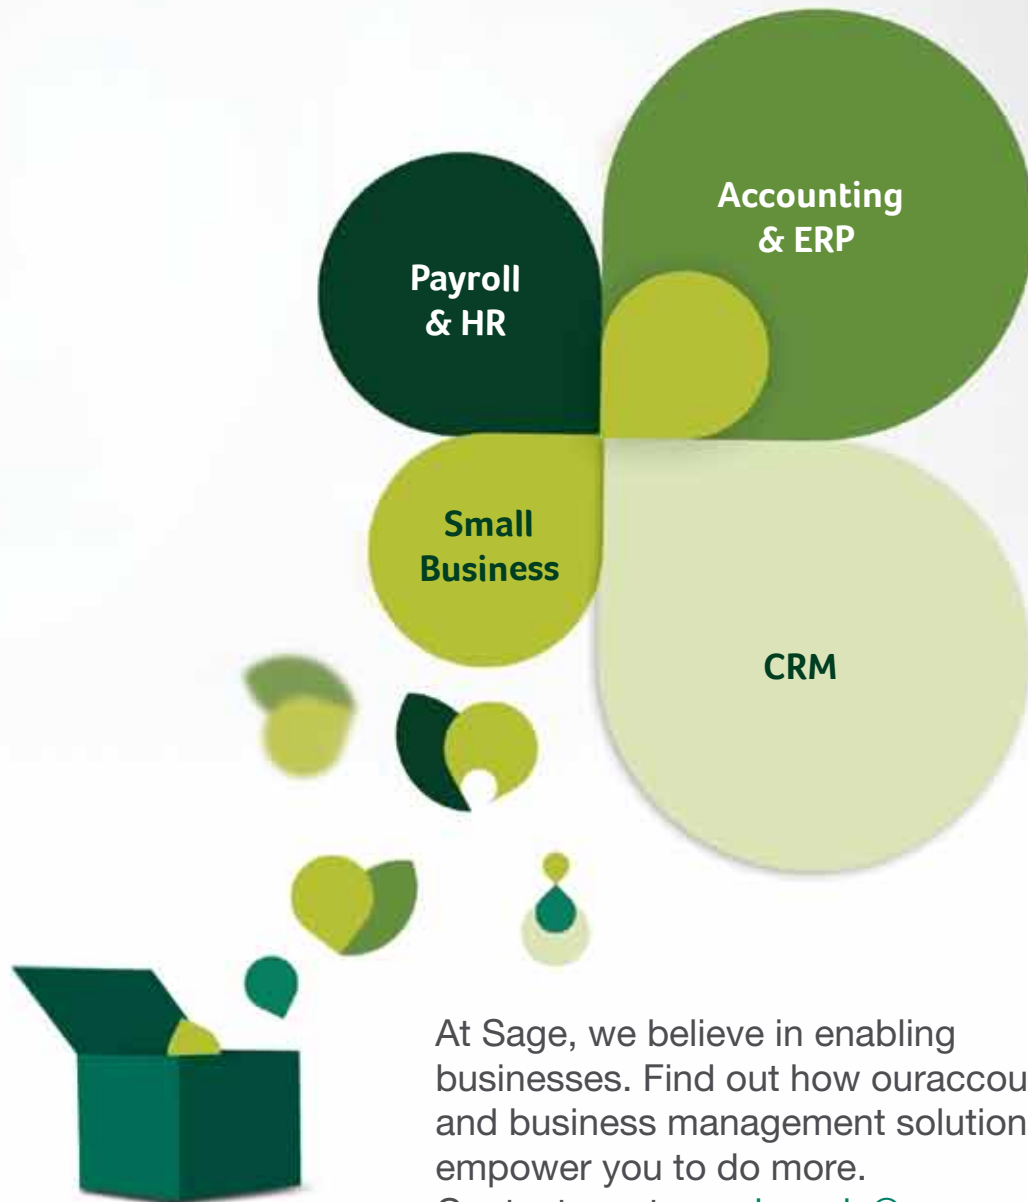 Accounting
& ERP
Payroll
& HR
Small
Business
CRM
At Sage, we believe in enabling
businesses. Find out how ouraccou
and business management solution
empower you to do more.